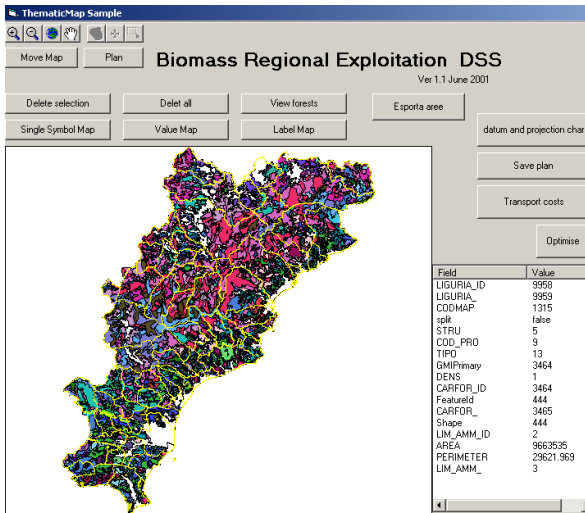 ThematicMap Sample
Move Map
Plan
Biomass Regional Exploitation DSS
Ver 1.1 June 2001
Delete selection
Delet all
View forests
Esporta aree
Single Symbol Map
Value Map
Label Map
datum and projection char
Save plan
Transport costs
Optimise
Field Value
LIGURIA_ID 9958
LIGURIA_ 9959
CODMAP 1315
split false
STRU 5
COD_PRO 9
TIPO 13
GMIPrimary 3464
DENS 1
CARFOR_ID 3464
FeatureId 444
CARFOR_ 3465
Shape 444
LIM_AMM_ID 2
AREA 9663535
PERIMETER 29621.969
LIM_AMM_ 3